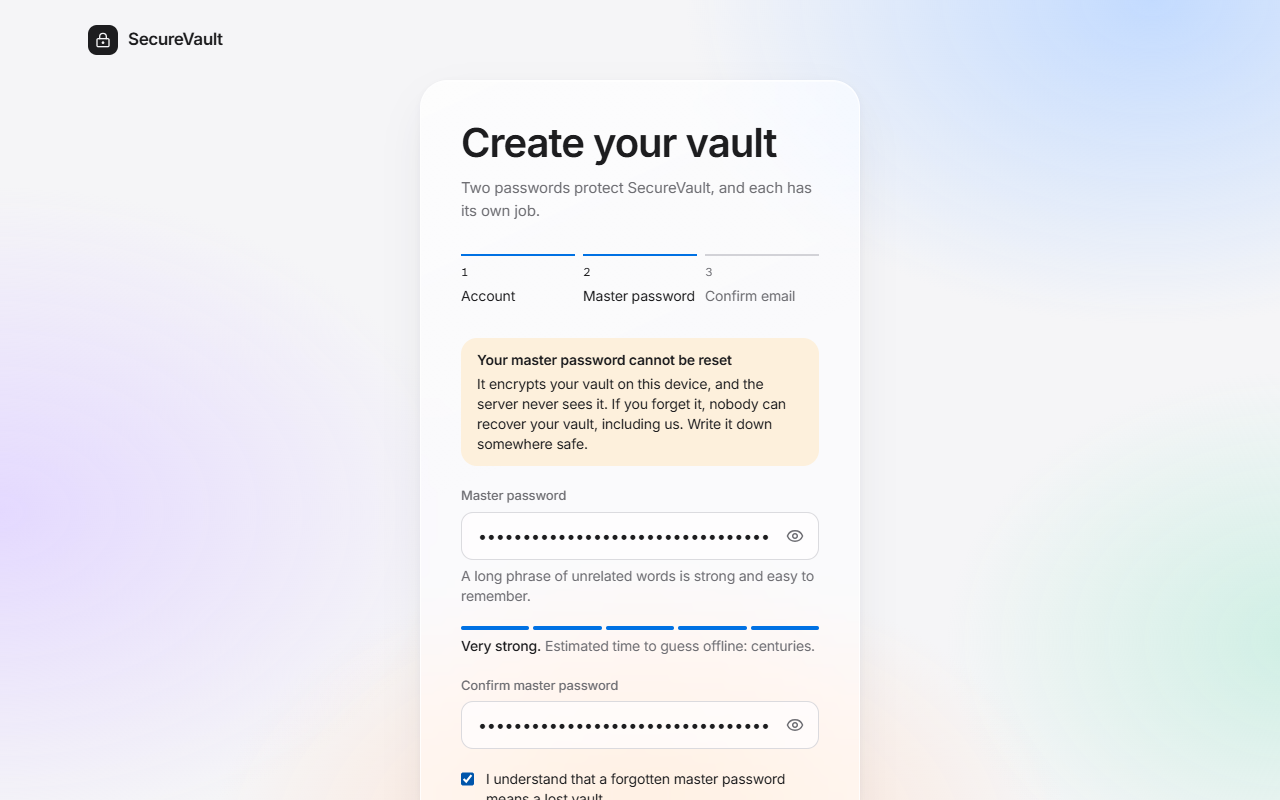 SecureVault
Create your vault
Two passwords protect SecureVault, and each has
its own job.
1
Account
2
Master password
3
Confirm email
Your master password cannot be reset
It encrypts your vault on this device, and the
server never sees it. If you forget it, nobody can
recover your vault, including us. Write it down
somewhere safe.
Master password
A long phrase of unrelated words is strong and easy to
remember.
Very strong. Estimated time to guess offline: centuries.
Confirm master password
I understand that a forgotten master password
means a lost vault